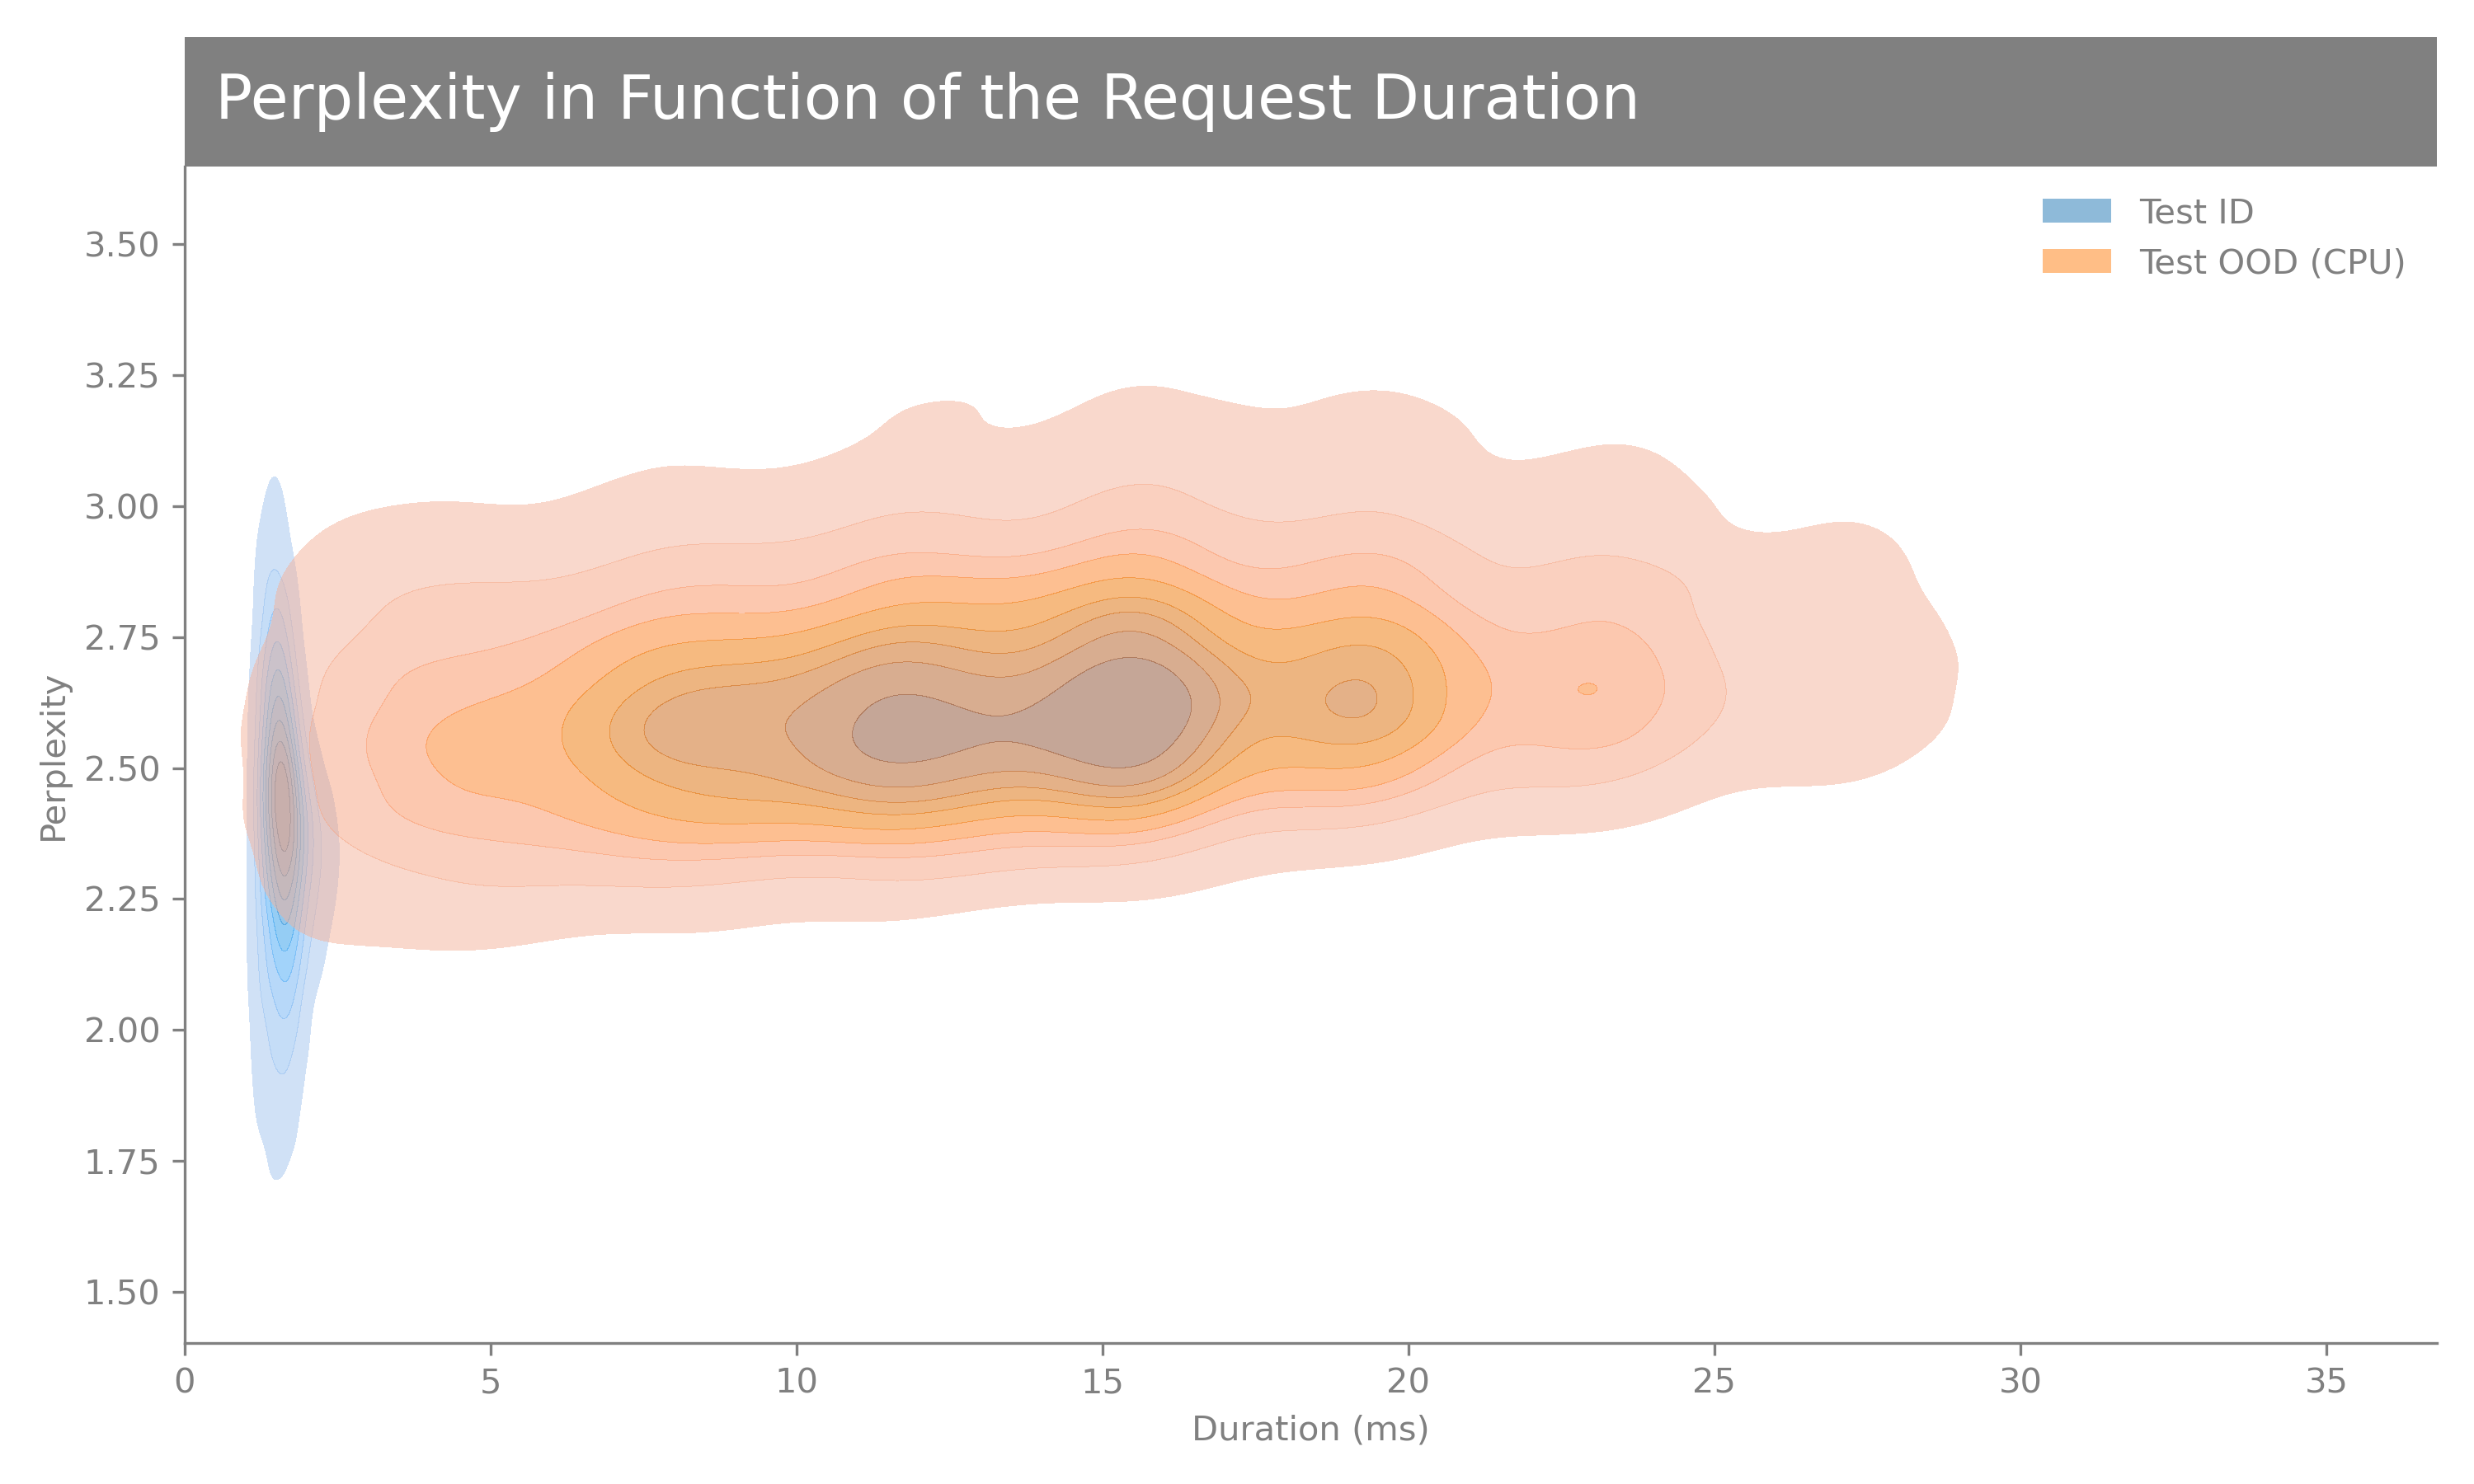 Perplexity in Function of the Request Duration
Test ID
Test OOD (CPU)
3.50
3.25
3.00
2.75
2.50
2.25
2.00
1.75
1.50
Perplexity
0 5 10 15 20 25 30 35
Duration (ms)